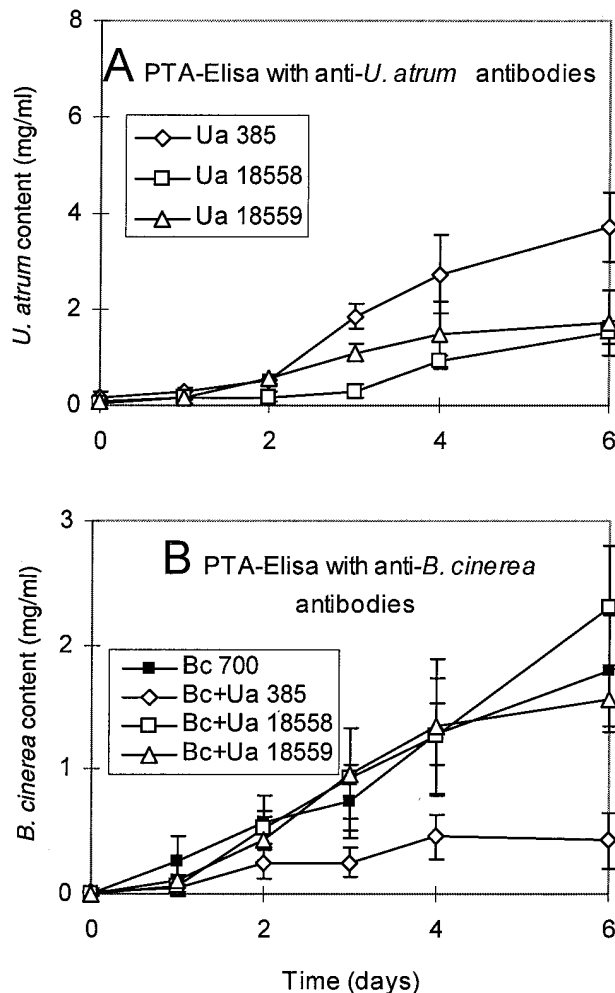 8
A PTA-Elisa with anti-U. atrum antibodies
6
Ua 385
Ua 18558
Ua 18559
4
2
0
U. atrum content (mg/ml)
0 2 4 6
3
B PTA-Elisa with anti-B. cinerea
antibodies
2
Bc 700
Bc+Ua 385
Bc+Ua 18558
Bc+Ua 18559
1
0
B. cinerea content (mg/ml)
0 2 4 6
Time (days)